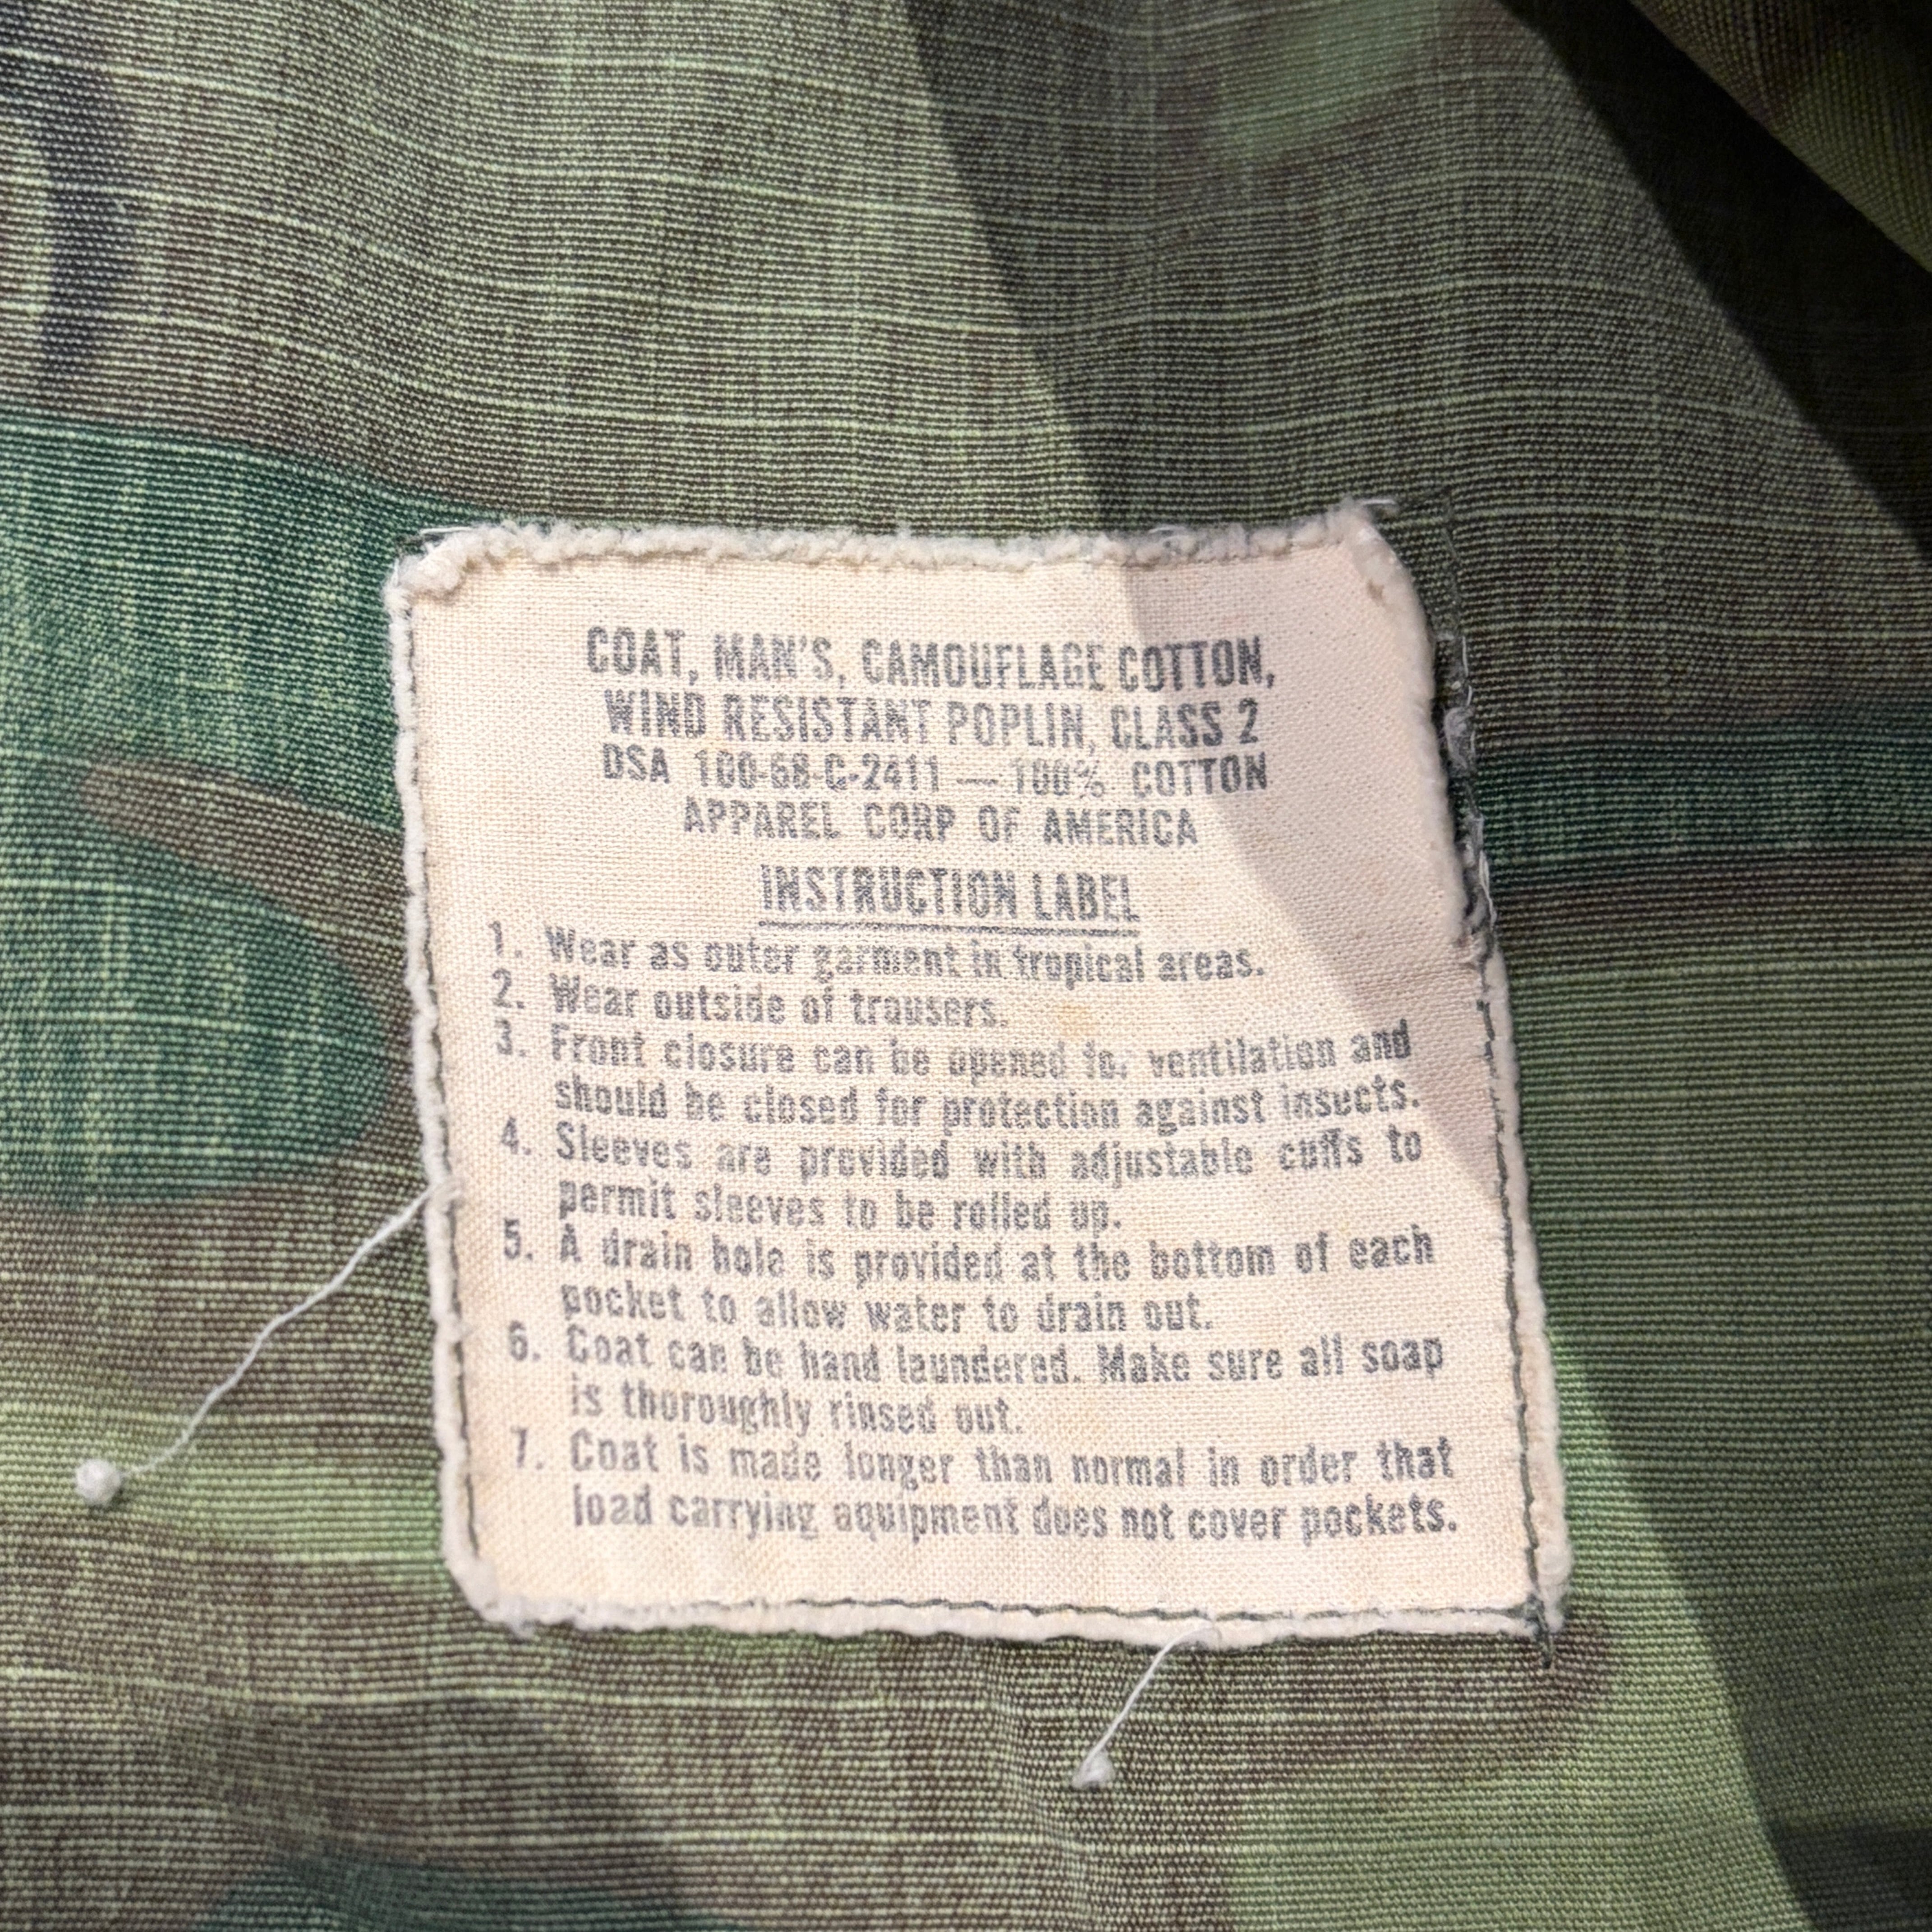 COAT, MAN'S, CAMOUFLAGE COTTON,
WIND RESISTANT POPLIN, CLASS 2
DSA 100-68-C-2411 — 100% COTTON
APPAREL CORP OF AMERICA
INSTRUCTION LABEL
1. Wear as outer garment in tropical areas.
2. Wear outside of trousers.
3. Front closure can be opened for ventilation and
should be closed for protection against insects.
4. Sleeves are provided with adjustable cuffs to
permit sleeves to be rolled up.
5. A drain hole is provided at the bottom of each
pocket to allow water to drain out.
6. Coat can be hand laundered. Make sure all soap
is thoroughly rinsed out.
7. Coat is made longer than normal in order that
load carrying equipment does not cover pockets.